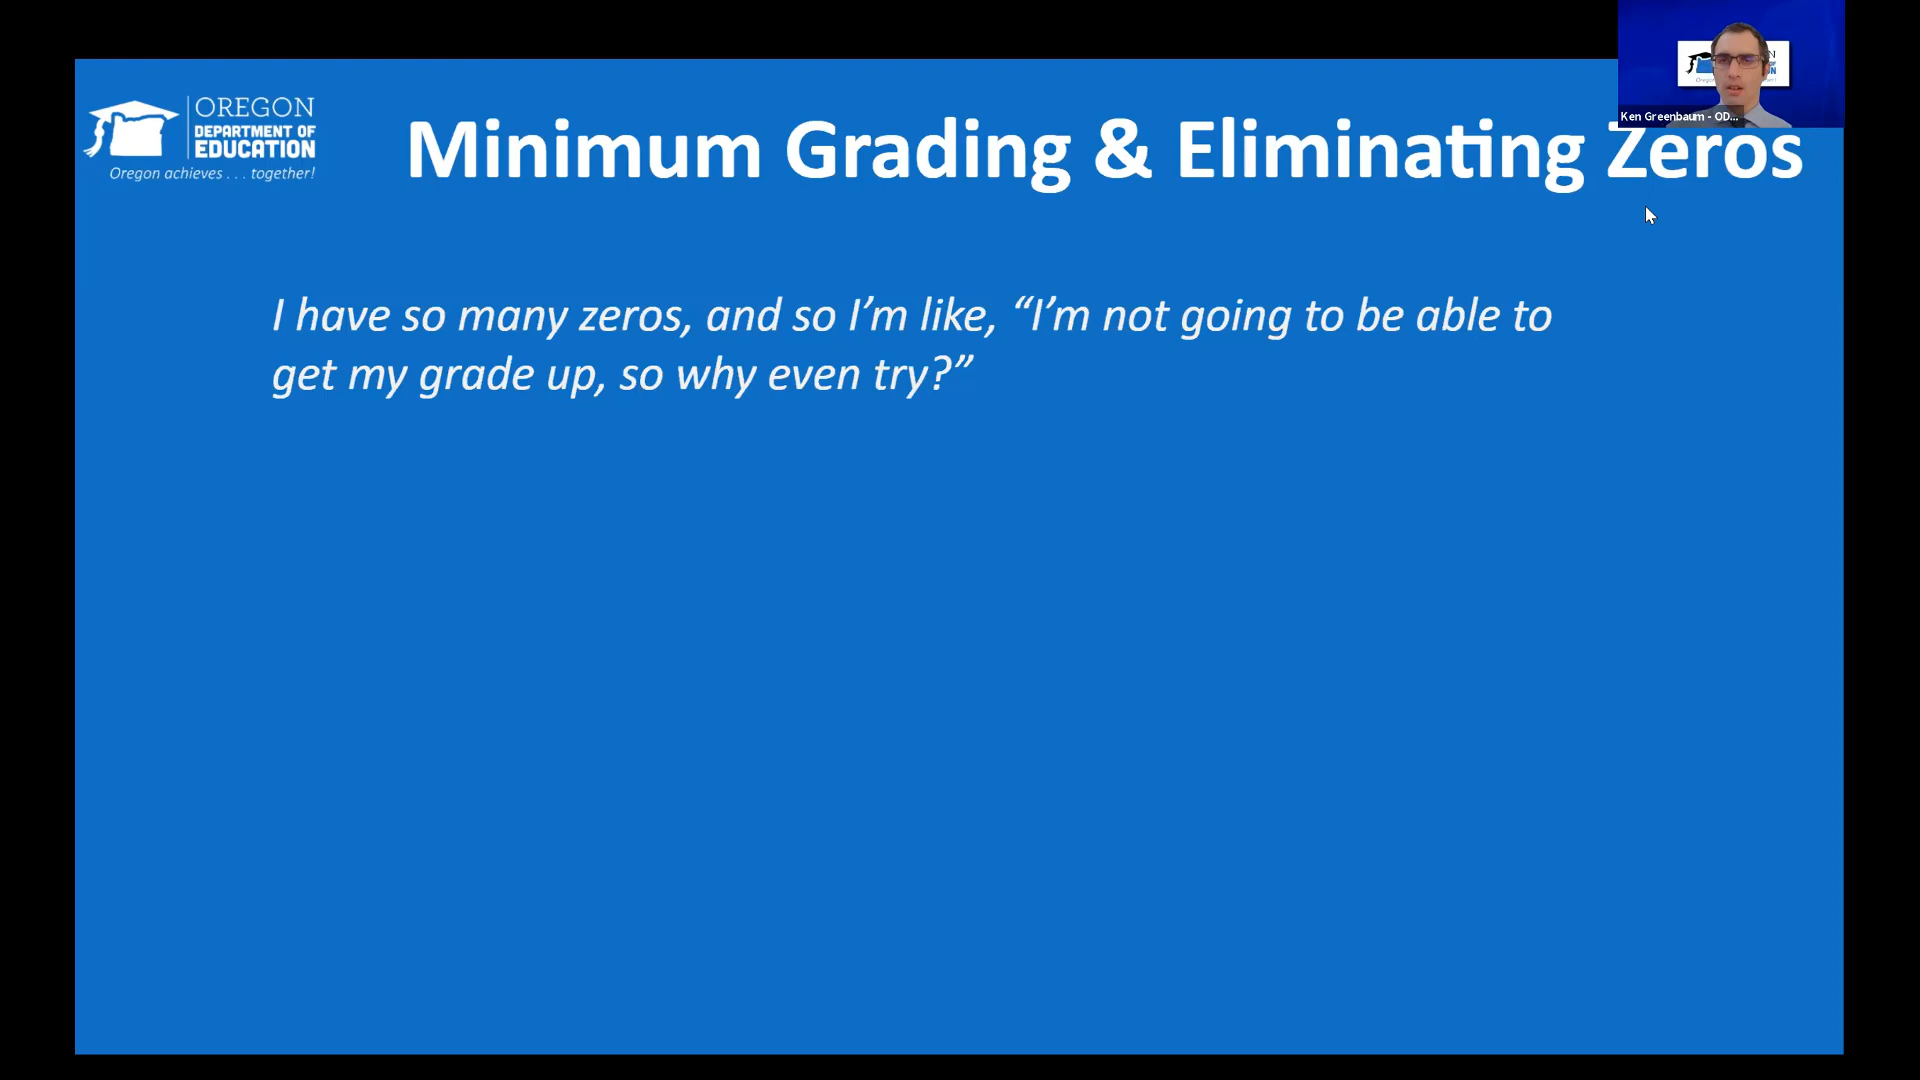 OREGON
DEPARTMENT OF
EDUCATION
Oregon achieves . . . together!
Minimum Grading & Eliminating Zeros
Ken Greenbaum - OD...
I have so many zeros, and so I’m like, “I’m not going to be able to
get my grade up, so why even try?”